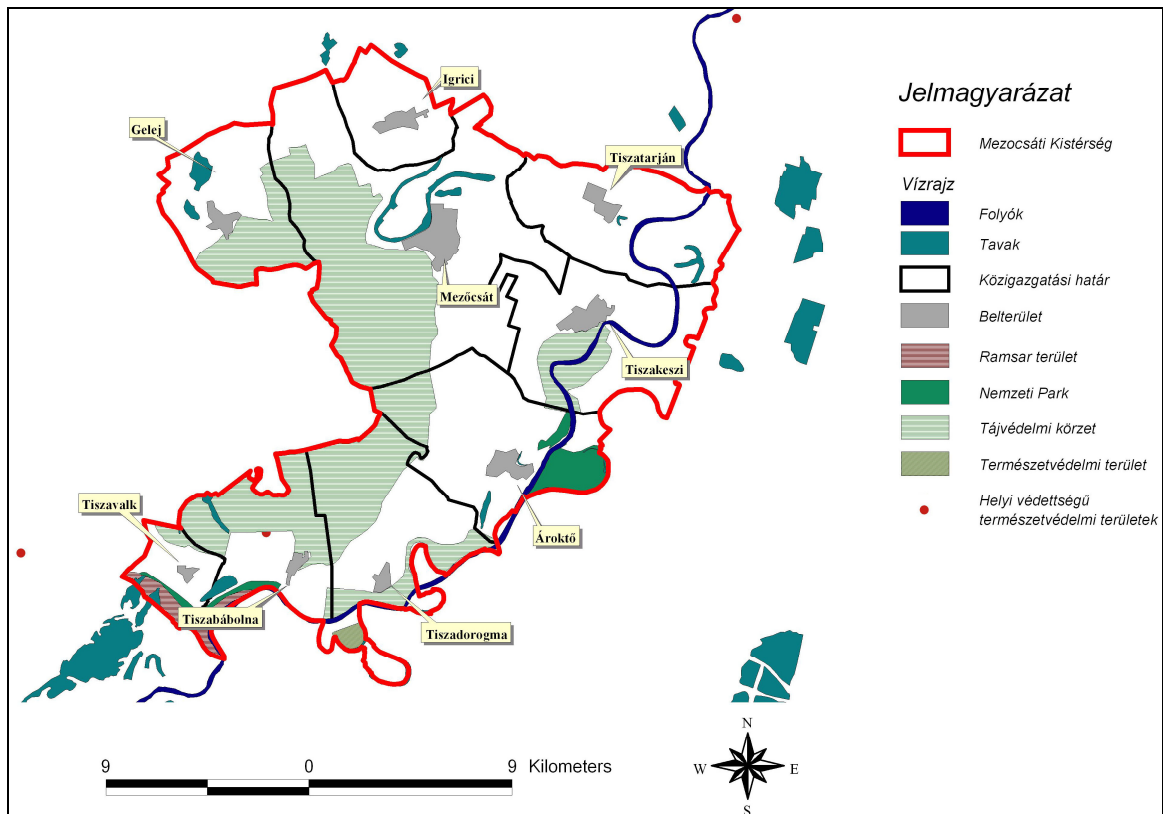 Igrici
Gelej
Tiszatarján
Mezőcsát
Tiszakeszi
Tiszavalk
Ároktő
Tiszabábolna
Tiszadorogma
Jelmagyarázat
Mezocsáti Kistérség
Vízrajz
Folyók
Tavak
Közigazgatási határ
Belterület
Ramsar terület
Nemzeti Park
Tájvédelmi körzet
Természetvédelmi terület
Helyi védettségű
természetvédelmi területek
9 0 9 Kilometers
N
W E
S